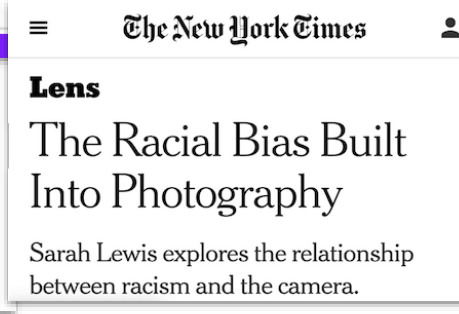 The New York Times
Lens
The Racial Bias Built
Into Photography
Sarah Lewis explores the relationship
between racism and the camera.